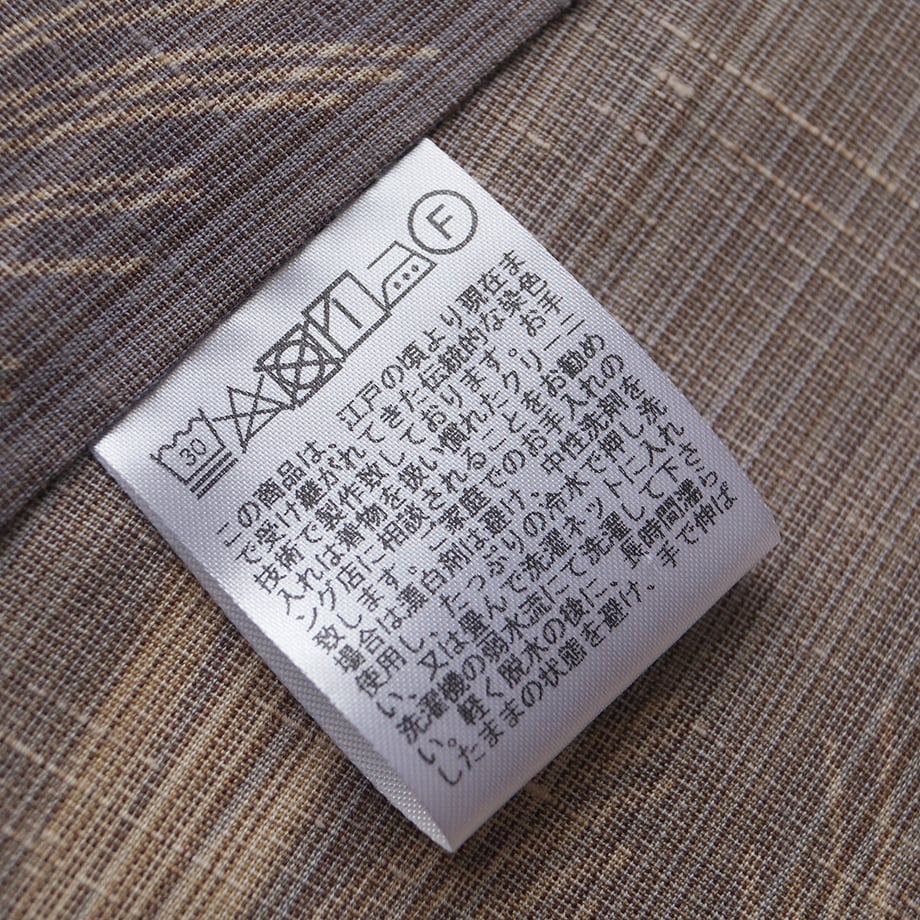 30
F
この商品は、江戸の頃より現在ま
で受け継がれてきた伝統的な染色
技術で製作致しております。お手
入れは着物を扱い慣れたクリーニ
ング店に相談されることをお勧め
致します。ご家庭でのお手入れの
場合は漂白剤は避け、中性洗剤を
使用し、たっぷりの冷水で押し洗
い、又は畳んで洗濯ネットに入れ
洗濯機の弱水流にて洗濯して下さ
い。軽く脱水の後に、長時間濡ら
したままの状態を避け、手で伸ば